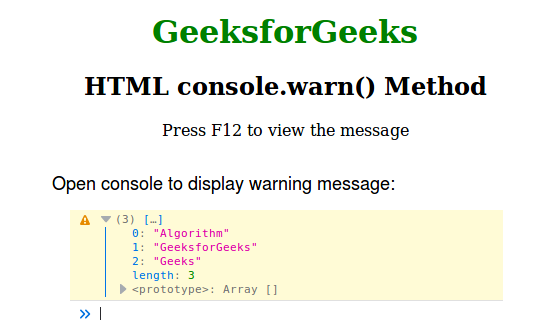 GeeksforGeeks
HTML console.warn() Method
Press F12 to view the message
Open console to display warning message:
(3) […]
0: "Algorithm"
1: "GeeksforGeeks"
2: "Geeks"
length: 3
<prototype>: Array []